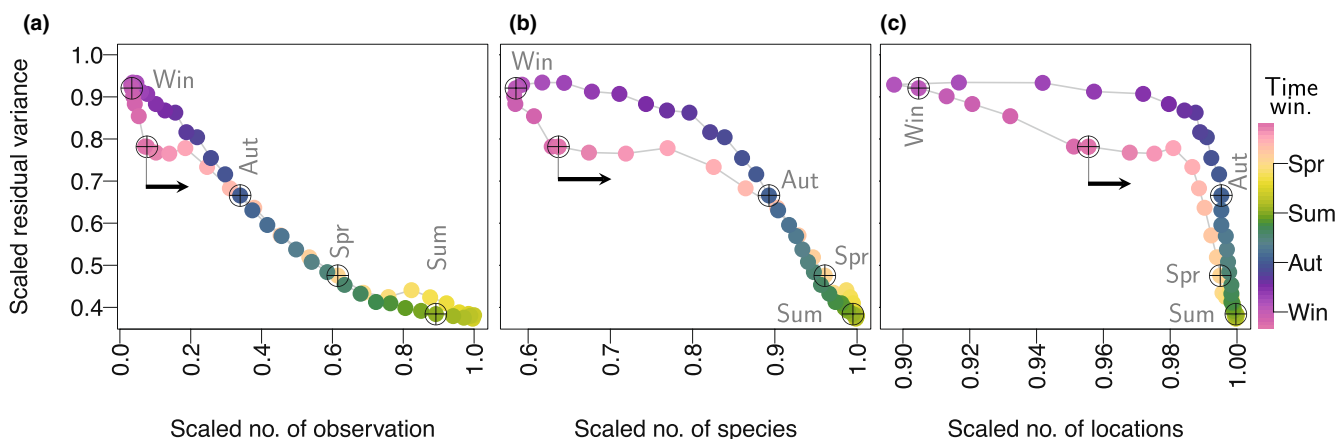 (a)
(b)
(c)
Scaled residual variance
1.0
0.9
0.8
0.7
0.6
0.5
0.4
Win
Aut
Spr
Sum
0.0
0.2
0.4
0.6
0.8
1.0
Scaled no. of observation
Win
Aut
Spr
Sum
0.6
0.7
0.8
0.9
1.0
Scaled no. of species
Win
Aut
Spr
Sum
0.90
0.92
0.94
0.96
0.98
1.00
Scaled no. of locations
Time
win.
Spr
Sum
Aut
Win